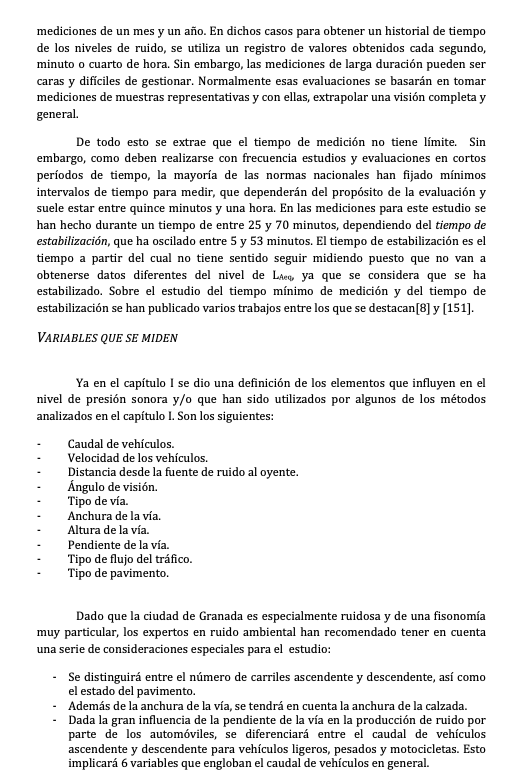 mediciones de un mes y un año. En dichos casos para obtener un historial de tiempo
de los niveles de ruido, se utiliza un registro de valores obtenidos cada segundo,
minuto o cuarto de hora. Sin embargo, las mediciones de larga duración pueden ser
caras y difíciles de gestionar. Normalmente esas evaluaciones se basarán en tomar
mediciones de muestras representativas y con ellas, extrapolar una visión completa y
general.
De todo esto se extrae que el tiempo de medición no tiene límite. Sin
embargo, como deben realizarse con frecuencia estudios y evaluaciones en cortos
períodos de tiempo, la mayoría de las normas nacionales han fijado mínimos
intervalos de tiempo para medir, que dependerán del propósito de la evaluación y
suele estar entre quince minutos y una hora. En las mediciones para este estudio se
han hecho durante un tiempo de entre 25 y 70 minutos, dependiendo del tiempo de
estabilización, que ha oscilado entre 5 y 53 minutos. El tiempo de estabilización es el
tiempo a partir del cual no tiene sentido seguir midiendo puesto que no van a
obtenerse datos diferentes del nivel de LAeq, ya que se considera que se ha
estabilizado. Sobre el estudio del tiempo mínimo de medición y del tiempo de
estabilización se han publicado varios trabajos entre los que se destacan[8] y [151].
VARIABLES QUE SE MIDEN
Ya en el capítulo I se dio una definición de los elementos que influyen en el
nivel de presión sonora y/o que han sido utilizados por algunos de los métodos
analizados en el capítulo I. Son los siguientes:
- Caudal de vehículos.
- Velocidad de los vehículos.
- Distancia desde la fuente de ruido al oyente.
- Ángulo de visión.
- Tipo de vía.
- Anchura de la vía.
- Altura de la vía.
- Pendiente de la vía.
- Tipo de flujo del tráfico.
- Tipo de pavimento.
Dado que la ciudad de Granada es especialmente ruidosa y de una fisonomía
muy particular, los expertos en ruido ambiental han recomendado tener en cuenta
una serie de consideraciones especiales para el estudio:
- Se distinguirá entre el número de carriles ascendente y descendente, así como
el estado del pavimento.
- Además de la anchura de la vía, se tendrá en cuenta la anchura de la calzada.
- Dada la gran influencia de la pendiente de la vía en la producción de ruido por
parte de los automóviles, se diferenciará entre el caudal de vehículos
ascendente y descendente para vehículos ligeros, pesados y motocicletas. Esto
implicará 6 variables que engloban el caudal de vehículos en general.